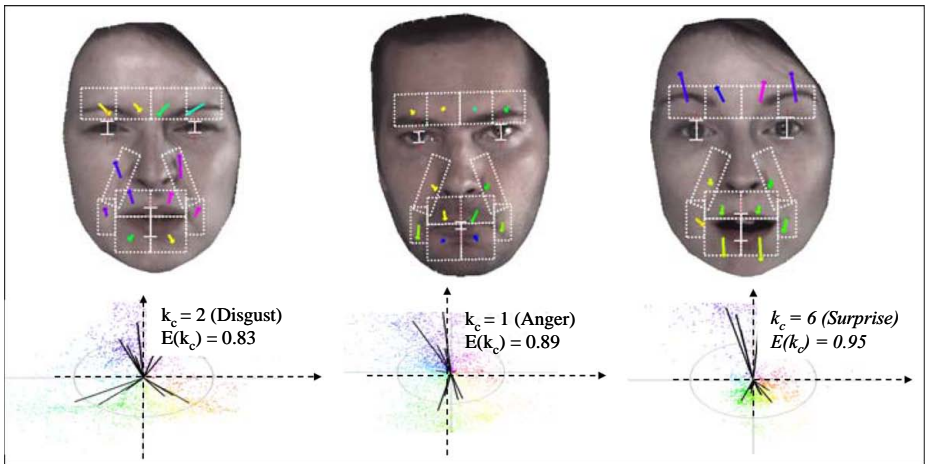 k_c = 2 (Disgust)
E(k_c) = 0.83
k_c = 1 (Anger)
E(k_c) = 0.89
k_c = 6 (Surprise)
E(k_c) = 0.95